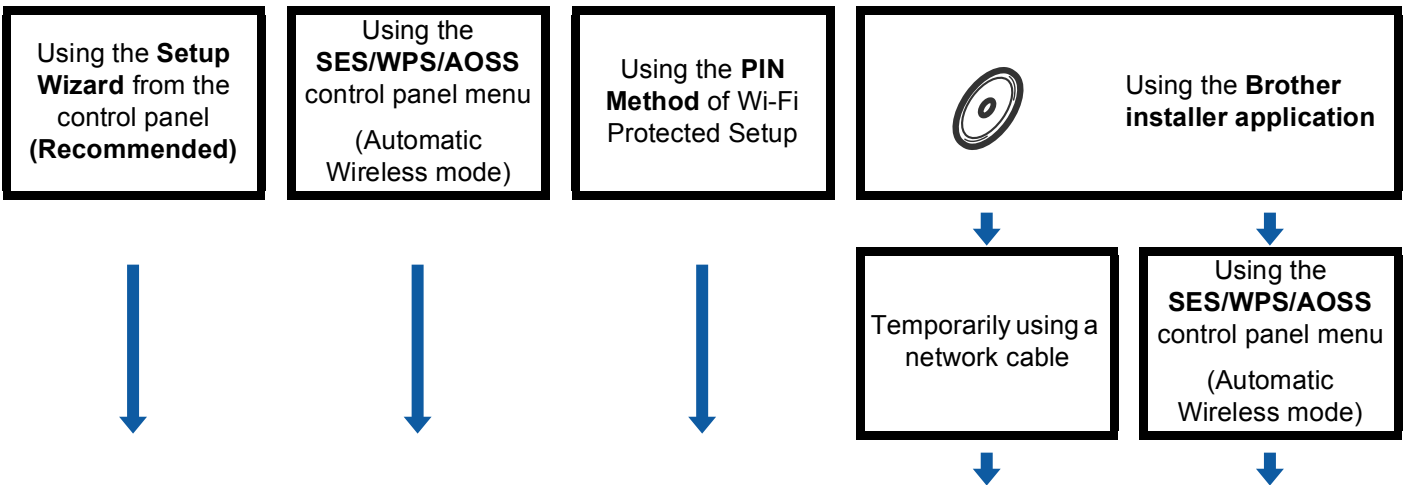 Using the Setup
Wizard from the
control panel
(Recommended)
Using the
SES/WPS/AOSS
control panel menu
(Automatic
Wireless mode)
Using the PIN
Method of Wi-Fi
Protected Setup
Using the Brother
installer application
Temporarily using a
network cable
Using the
SES/WPS/AOSS
control panel menu
(Automatic
Wireless mode)